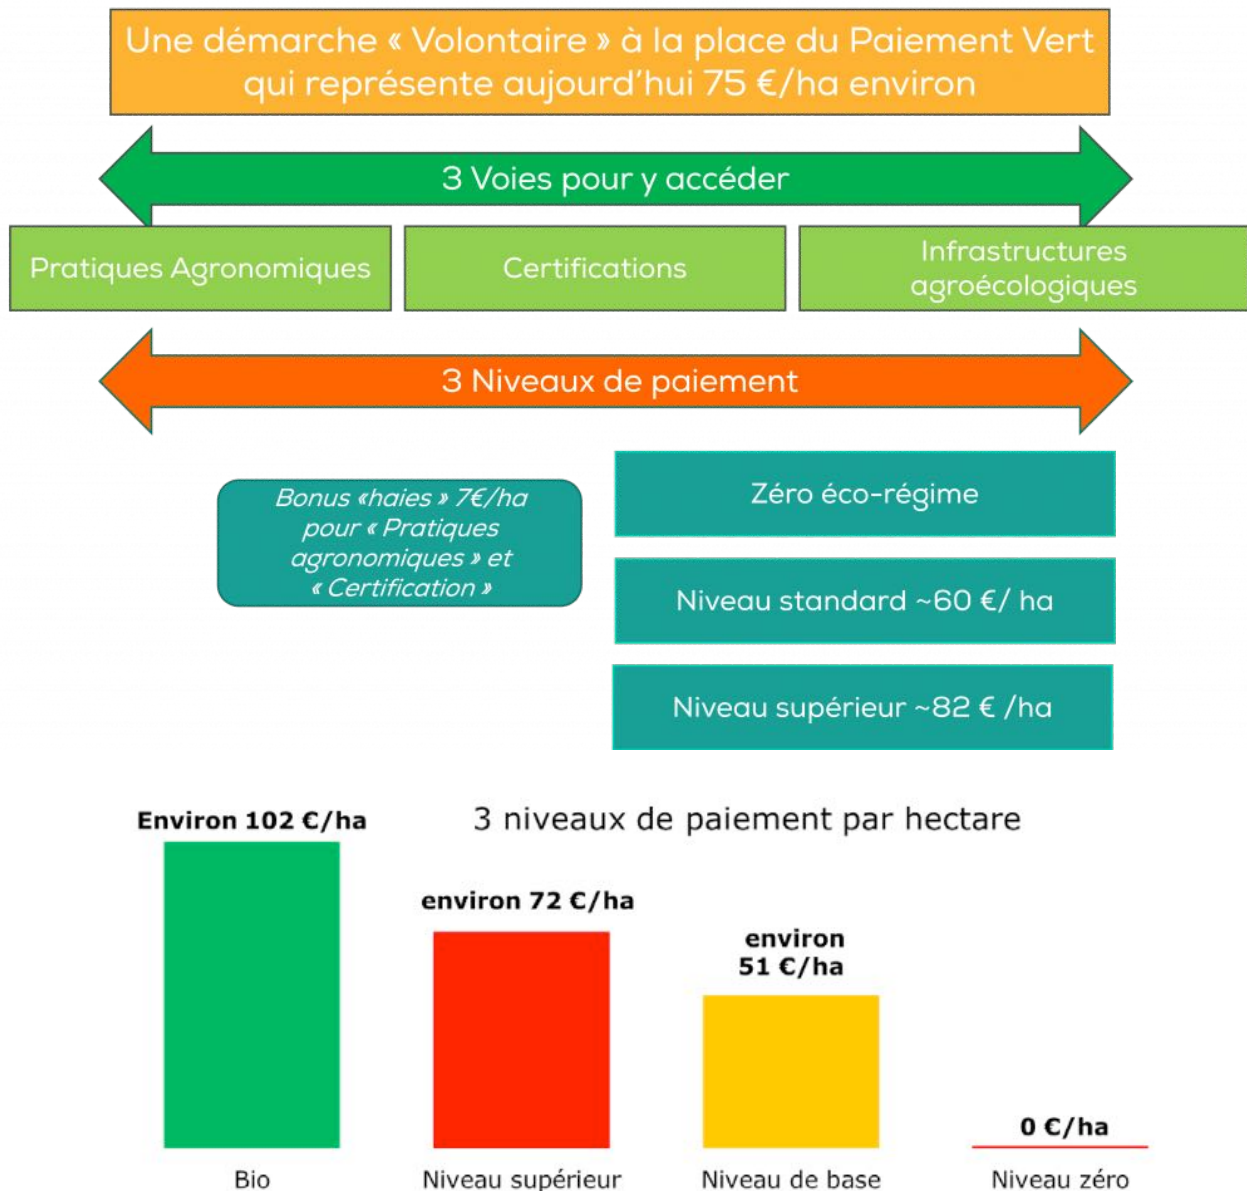 Une démarche « Volontaire » à la place du Paiement Vert
qui représente aujourd'hui 75 €/ha environ
3 Voies pour y accéder
Pratiques Agronomiques
Certifications
Infrastructures
agroécologiques
3 Niveaux de paiement
Bonus «haies » 7€/ha
pour « Pratiques
agronomiques » et
« Certification »
Zéro éco-régime
Niveau standard ~60 €/ ha
Niveau supérieur ~82 € /ha
3 niveaux de paiement par hectare
Environ 102 €/ha
environ 72 €/ha
environ
51 €/ha
0 €/ha
Bio
Niveau supérieur
Niveau de base
Niveau zéro